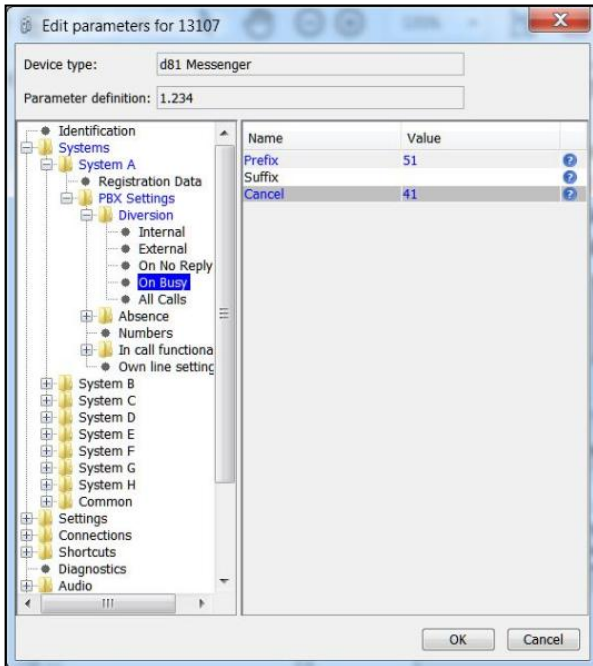 Edit parameters for 13107
Device type: d81 Messenger
Parameter definition: 1.234
Identification
Systems
System A
Registration Data
PBX Settings
Diversion
Internal
External
On No Reply
On Busy
All Calls
Absence
Numbers
In call functiona
Own line setting
System B
System C
System D
System E
System F
System G
System H
Common
Settings
Connections
Shortcuts
Diagnostics
Audio
Name Value
Prefix 51
Suffix
Cancel 41
OK Cancel